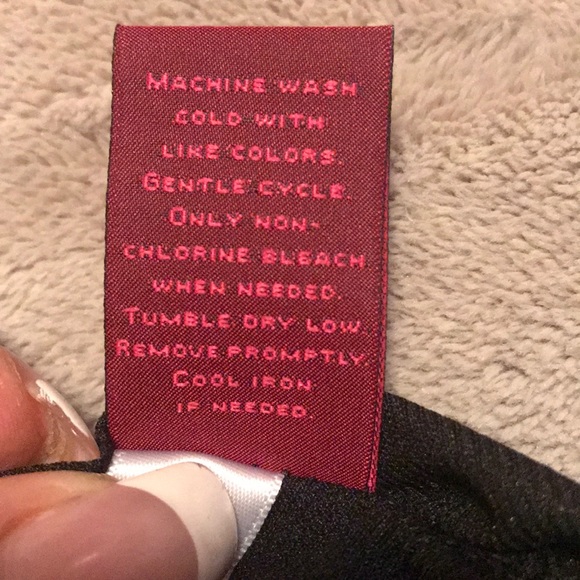 Machine wash
cold with
like colors.
Gentle cycle.
Only non-
chlorine bleach
when needed.
Tumble dry low.
Remove promptly.
Cool iron
if needed.